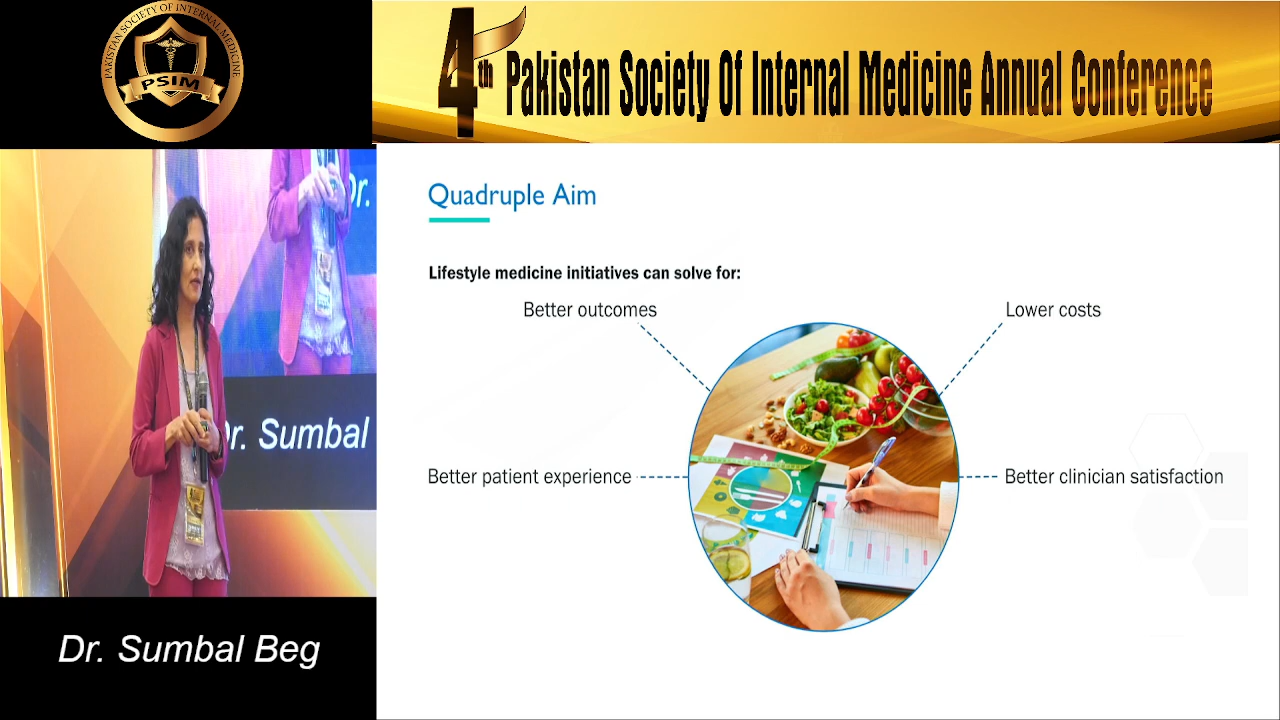 PAKISTAN SOCIETY OF INTERNAL MEDICINE
PSIM
4th Pakistan Society Of Internal Medicine Annual Conference
Dr.
Dr. Sumbal
Dr. Sumbal Beg
Quadruple Aim
Lifestyle medicine initiatives can solve for:
Better outcomes
Lower costs
Better patient experience
Better clinician satisfaction